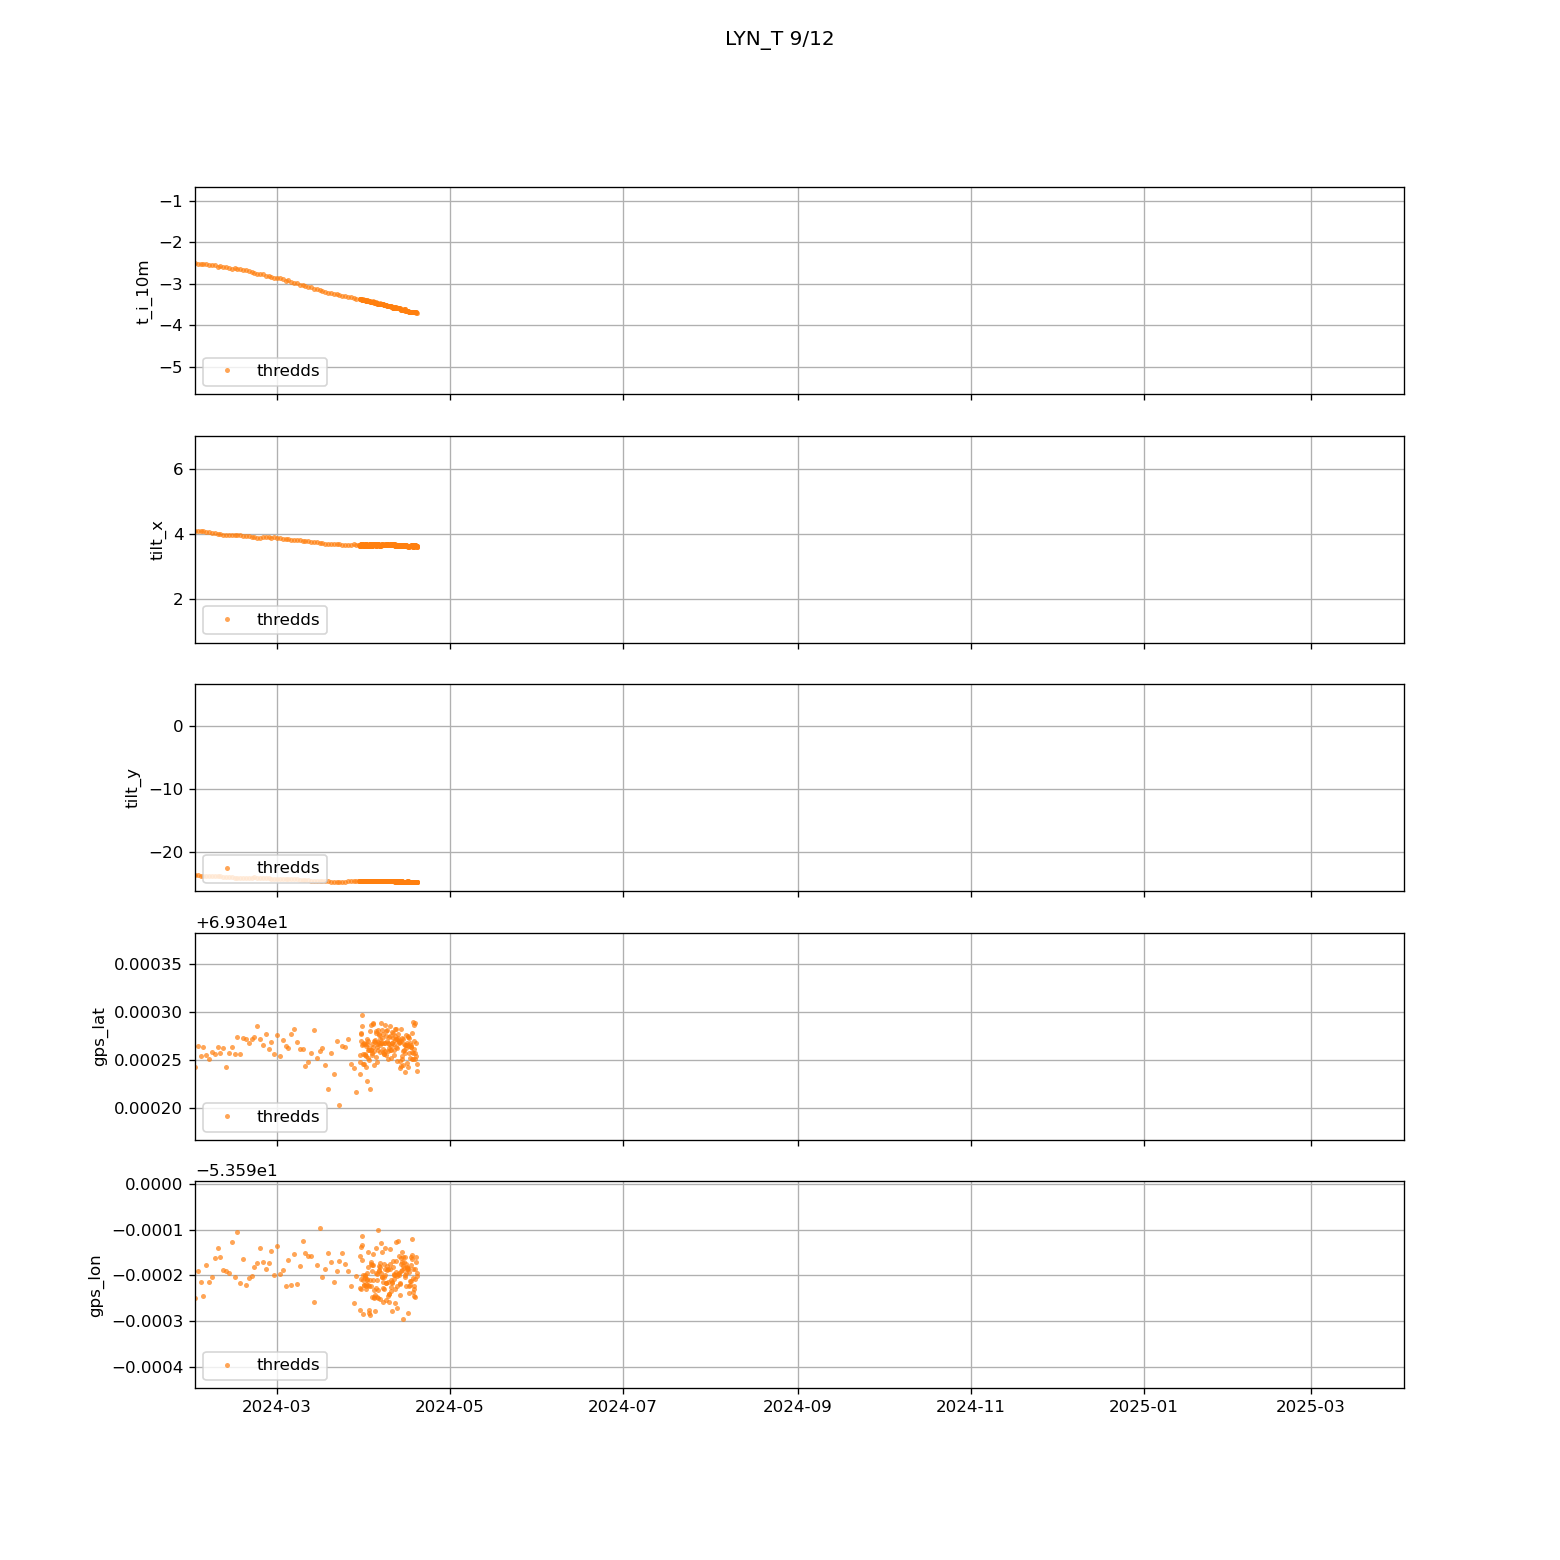 LYN_T 9/12
−1
−2
−3
−4
−5
t_i_10m
thredds
6
4
2
tilt_x
thredds
0
−10
−20
tilt_y
thredds
+6.9304e1
0.00035
0.00030
0.00025
0.00020
gps_lat
thredds
−5.359e1
0.0000
−0.0001
−0.0002
−0.0003
−0.0004
gps_lon
thredds
2024-03 2024-05 2024-07 2024-09 2024-11 2025-01 2025-03